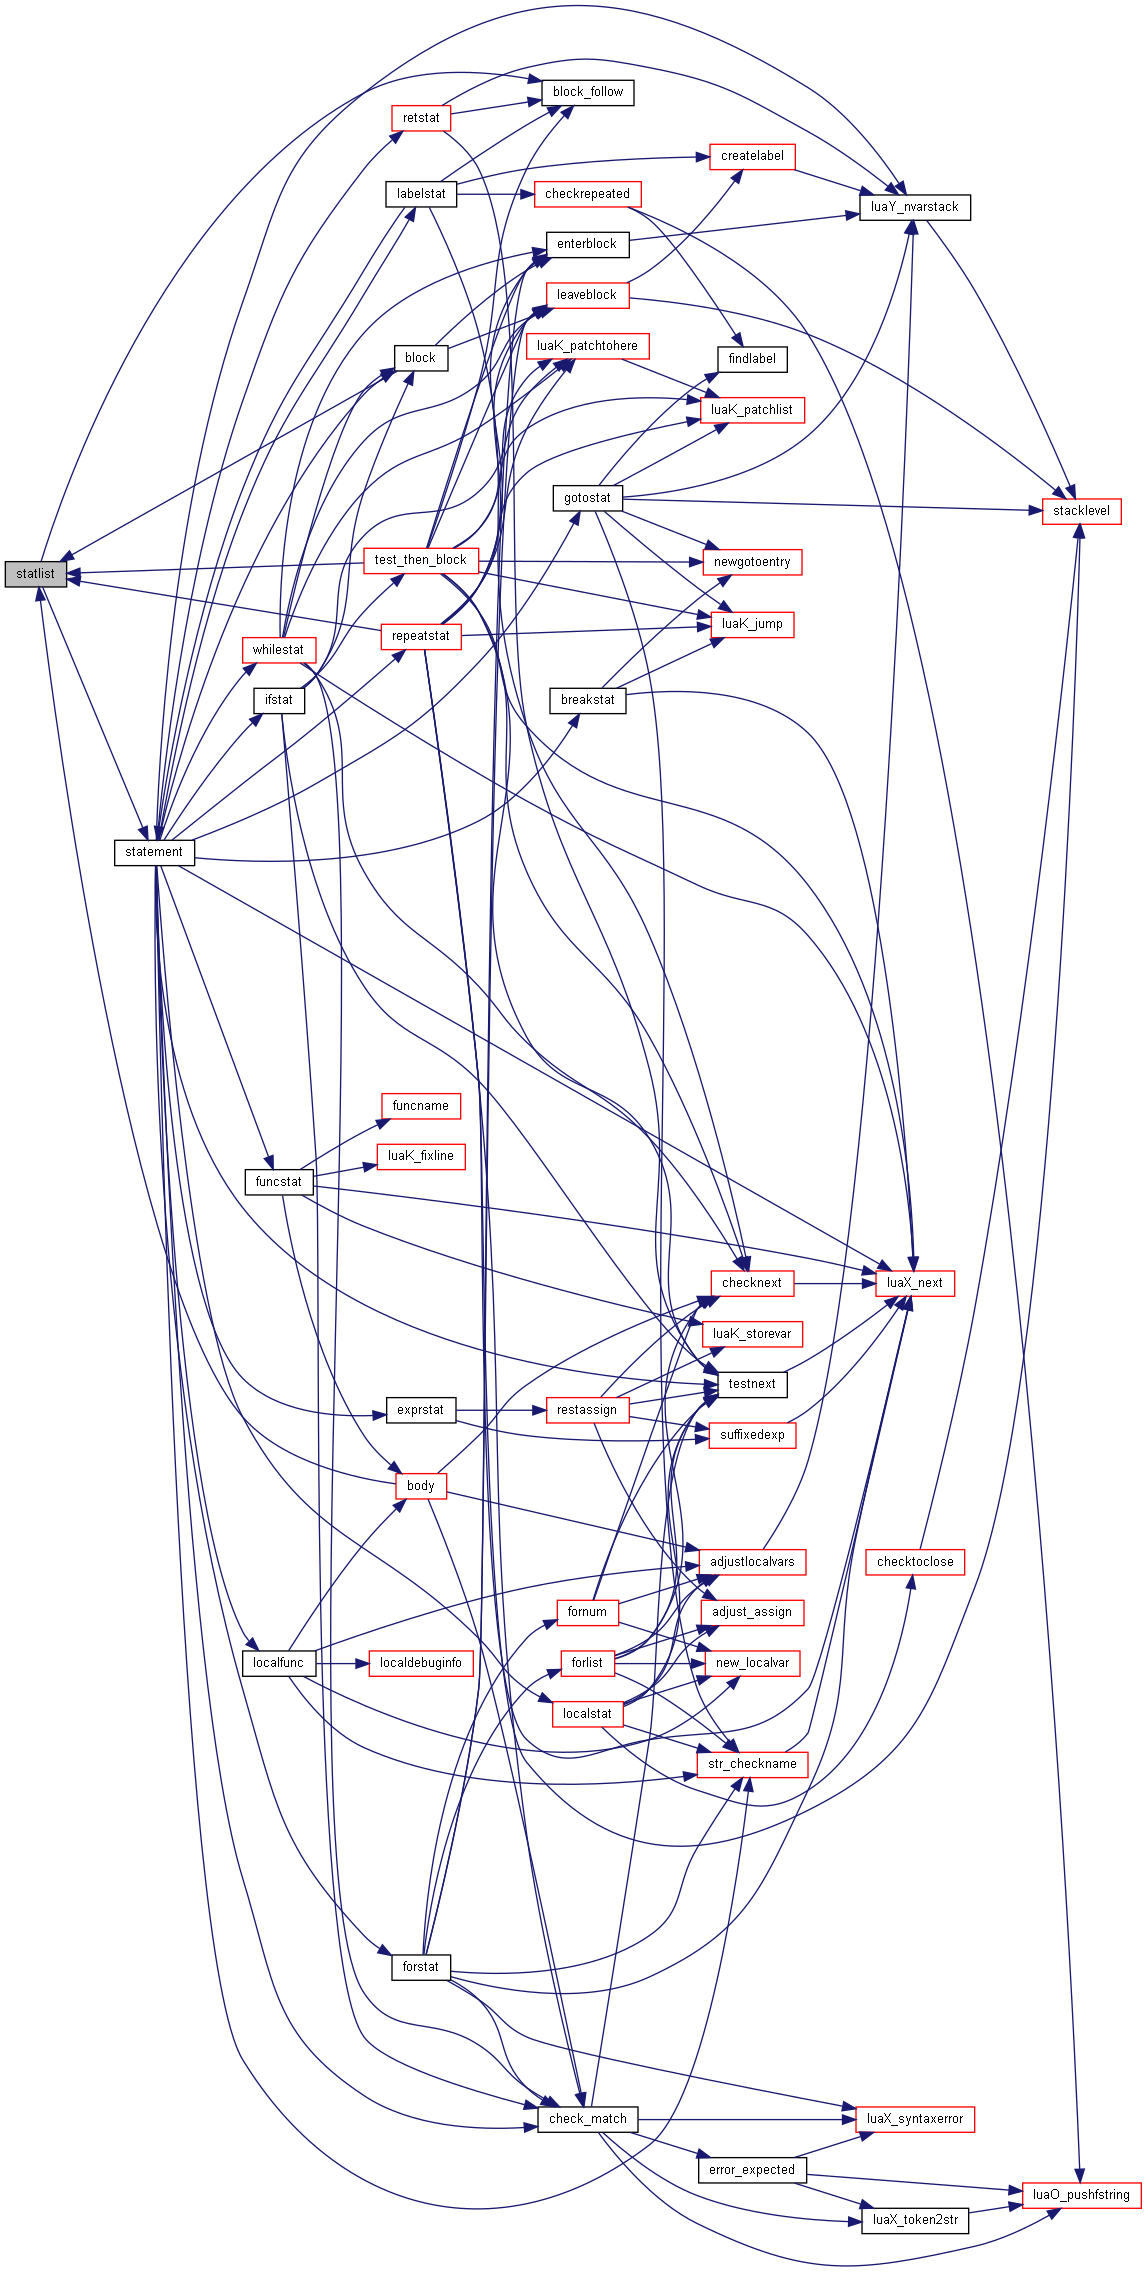 block_follow
retstat
createlabel
labelstat
checkrepeated
luaY_nvarstack
enterblock
leaveblock
luaK_patchtohere
block
findlabel
luaK_patchlist
gotostat
stacklevel
test_then_block
newgotoentry
statlist
luaK_jump
repeatstat
whilestat
ifstat
breakstat
statement
funcname
luaK_fixline
funcstat
checknext
luaX_next
luaK_storevar
testnext
exprstat
restassign
suffixedexp
body
adjustlocalvars
checktoclose
fornum
adjust_assign
localfunc
localdebuginfo
forlist
new_localvar
localstat
str_checkname
forstat
check_match
luaX_syntaxerror
error_expected
luaO_pushfstring
luaX_token2str